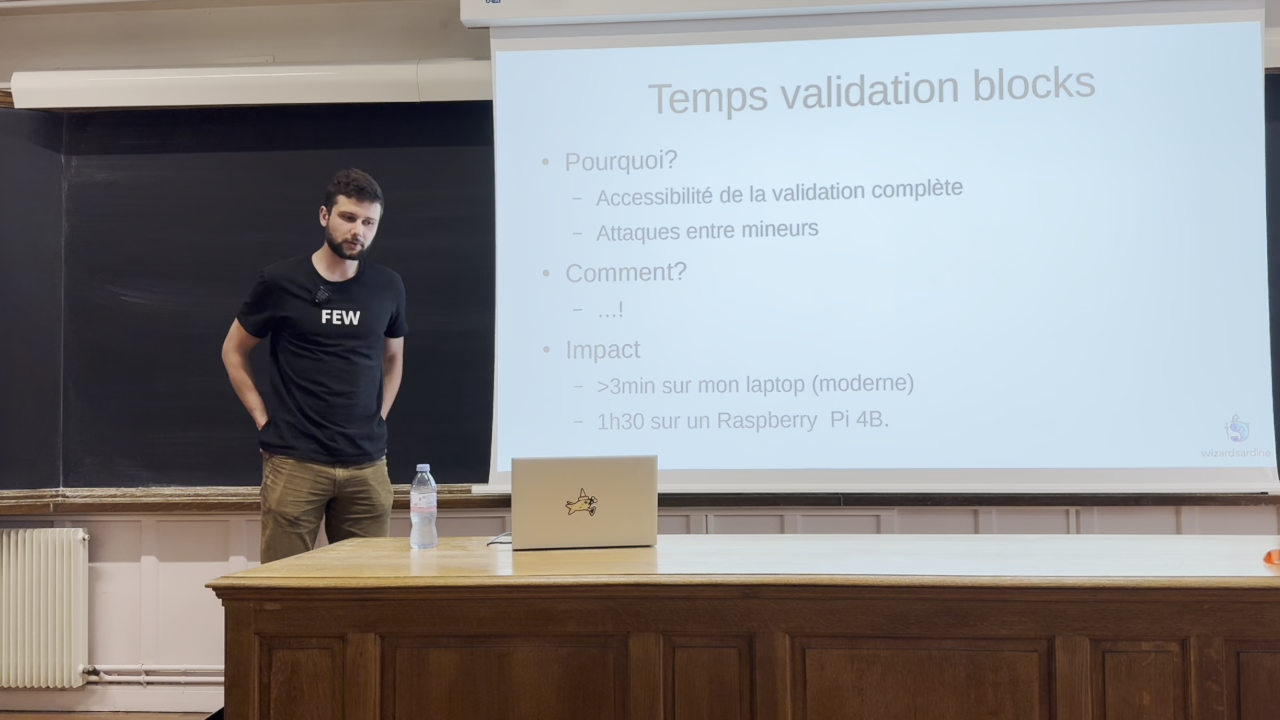 Temps validation blocks
• Pourquoi?
– Accessibilité de la validation complète
– Attaques entre mineurs
• Comment?
– ...!
• Impact
– >3min sur mon laptop (moderne)
– 1h30 sur un Raspberry Pi 4B.
wizardsardine
FEW